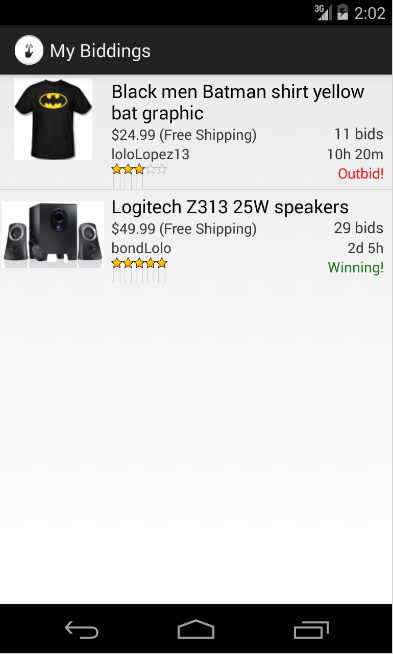 3G 2:02
My Biddings
Black men Batman shirt yellow
bat graphic
$24.99 (Free Shipping) 11 bids
loloLopez13 10h 20m
Outbid!
Logitech Z313 25W speakers
$49.99 (Free Shipping) 29 bids
bondLolo 2d 5h
Winning!